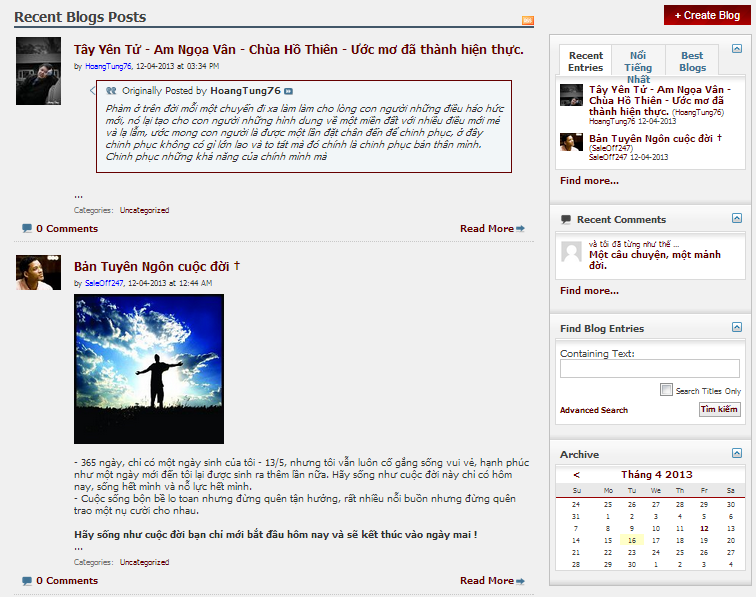 Recent Blogs Posts
+ Create Blog
Tây Yên Tử - Am Ngọa Vân - Chùa Hồ Thiên - Ước mơ đã thành hiện thực.
by HoangTung76, 12-04-2013 at 03:34 PM
Originally Posted by HoangTung76
Phàm ở trên đời mỗi một chuyến đi xa làm làm cho lòng con người những điều háo hức
mới, nó lại tạo cho con người những hình dung về một miền đất với nhiều điều mới mẻ
và lạ lẫm, ước mong con người là được một lần đặt chân đến để chinh phục, ở đây
chinh phục không có gì lớn lao và to tát mà đó chính là chinh phục bản thân mình.
Chinh phục những khả năng của chính mình mà
...
Categories: Uncategorized
0 Comments
Read More
Bản Tuyên Ngôn cuộc đời †
by SaleOff247, 12-04-2013 at 12:44 AM
- 365 ngày, chỉ có một ngày sinh của tôi - 13/5, nhưng tôi vẫn luôn cố gắng sống vui vẻ, hạnh phúc
như một ngày mới đến tôi lại được sinh ra thêm lần nữa. Hãy sống như cuộc đời này chỉ có hôm
nay, sống hết mình và nỗ lực hết mình.
- Cuộc sống bộn bề lo toan nhưng đừng quên tận hưởng, rất nhiều nỗi buồn nhưng đừng quên
trao một nụ cười cho nhau.
Hãy sống như cuộc đời bạn chỉ mới bắt đầu hôm nay và sẽ kết thúc vào ngày mai !
...
Categories: Uncategorized
0 Comments
Read More
Recent Entries
Nổi Tiếng Nhất
Best Blogs
Tây Yên Tử - Am Ngọa Vân -
Chùa Hồ Thiên - Ước mơ đã
thành hiện thực. (HoangTung76)
HoangTung76 12-04-2013
Bản Tuyên Ngôn cuộc đời †
(SaleOff247)
SaleOff247 12-04-2013
Find more...
Recent Comments
và tôi đã từng như thế ...
Một câu chuyện, một mảnh
đời.
Find more...
Find Blog Entries
Containing Text:
Search Titles Only
Advanced Search
Tìm kiếm
Archive
< Tháng 4 2013
Su Mo Tu We Th Fr Sa
24 25 26 27 28 29 30
31 1 2 3 4 5 6
7 8 9 10 11 12 13
14 15 16 17 18 19 20
21 22 23 24 25 26 27
28 29 30 1 2 3 4